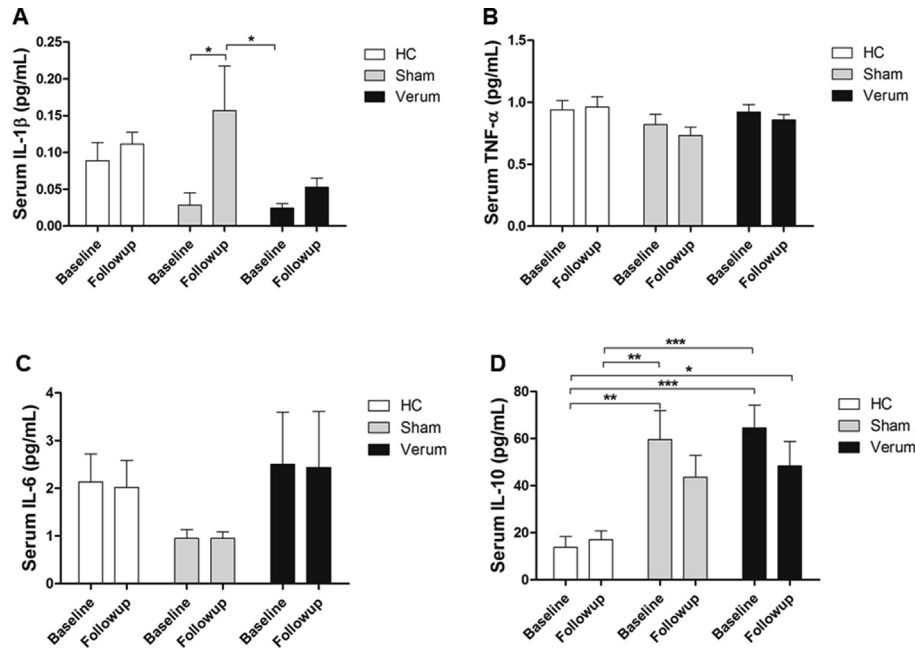 A
Serum IL-1β (pg/mL)
0.25
0.20
0.15
0.10
0.05
0.00
*
*
HC
Sham
Verum
Baseline
Followup
Baseline
Followup
Baseline
Followup
B
Serum TNF-α (pg/mL)
1.5
1.0
0.5
0.0
HC
Sham
Verum
Baseline
Followup
Baseline
Followup
Baseline
Followup
C
Serum IL-6 (pg/mL)
4
3
2
1
0
HC
Sham
Verum
Baseline
Followup
Baseline
Followup
Baseline
Followup
D
Serum IL-10 (pg/mL)
80
60
40
20
0
***
**
*
***
**
HC
Sham
Verum
Baseline
Followup
Baseline
Followup
Baseline
Followup